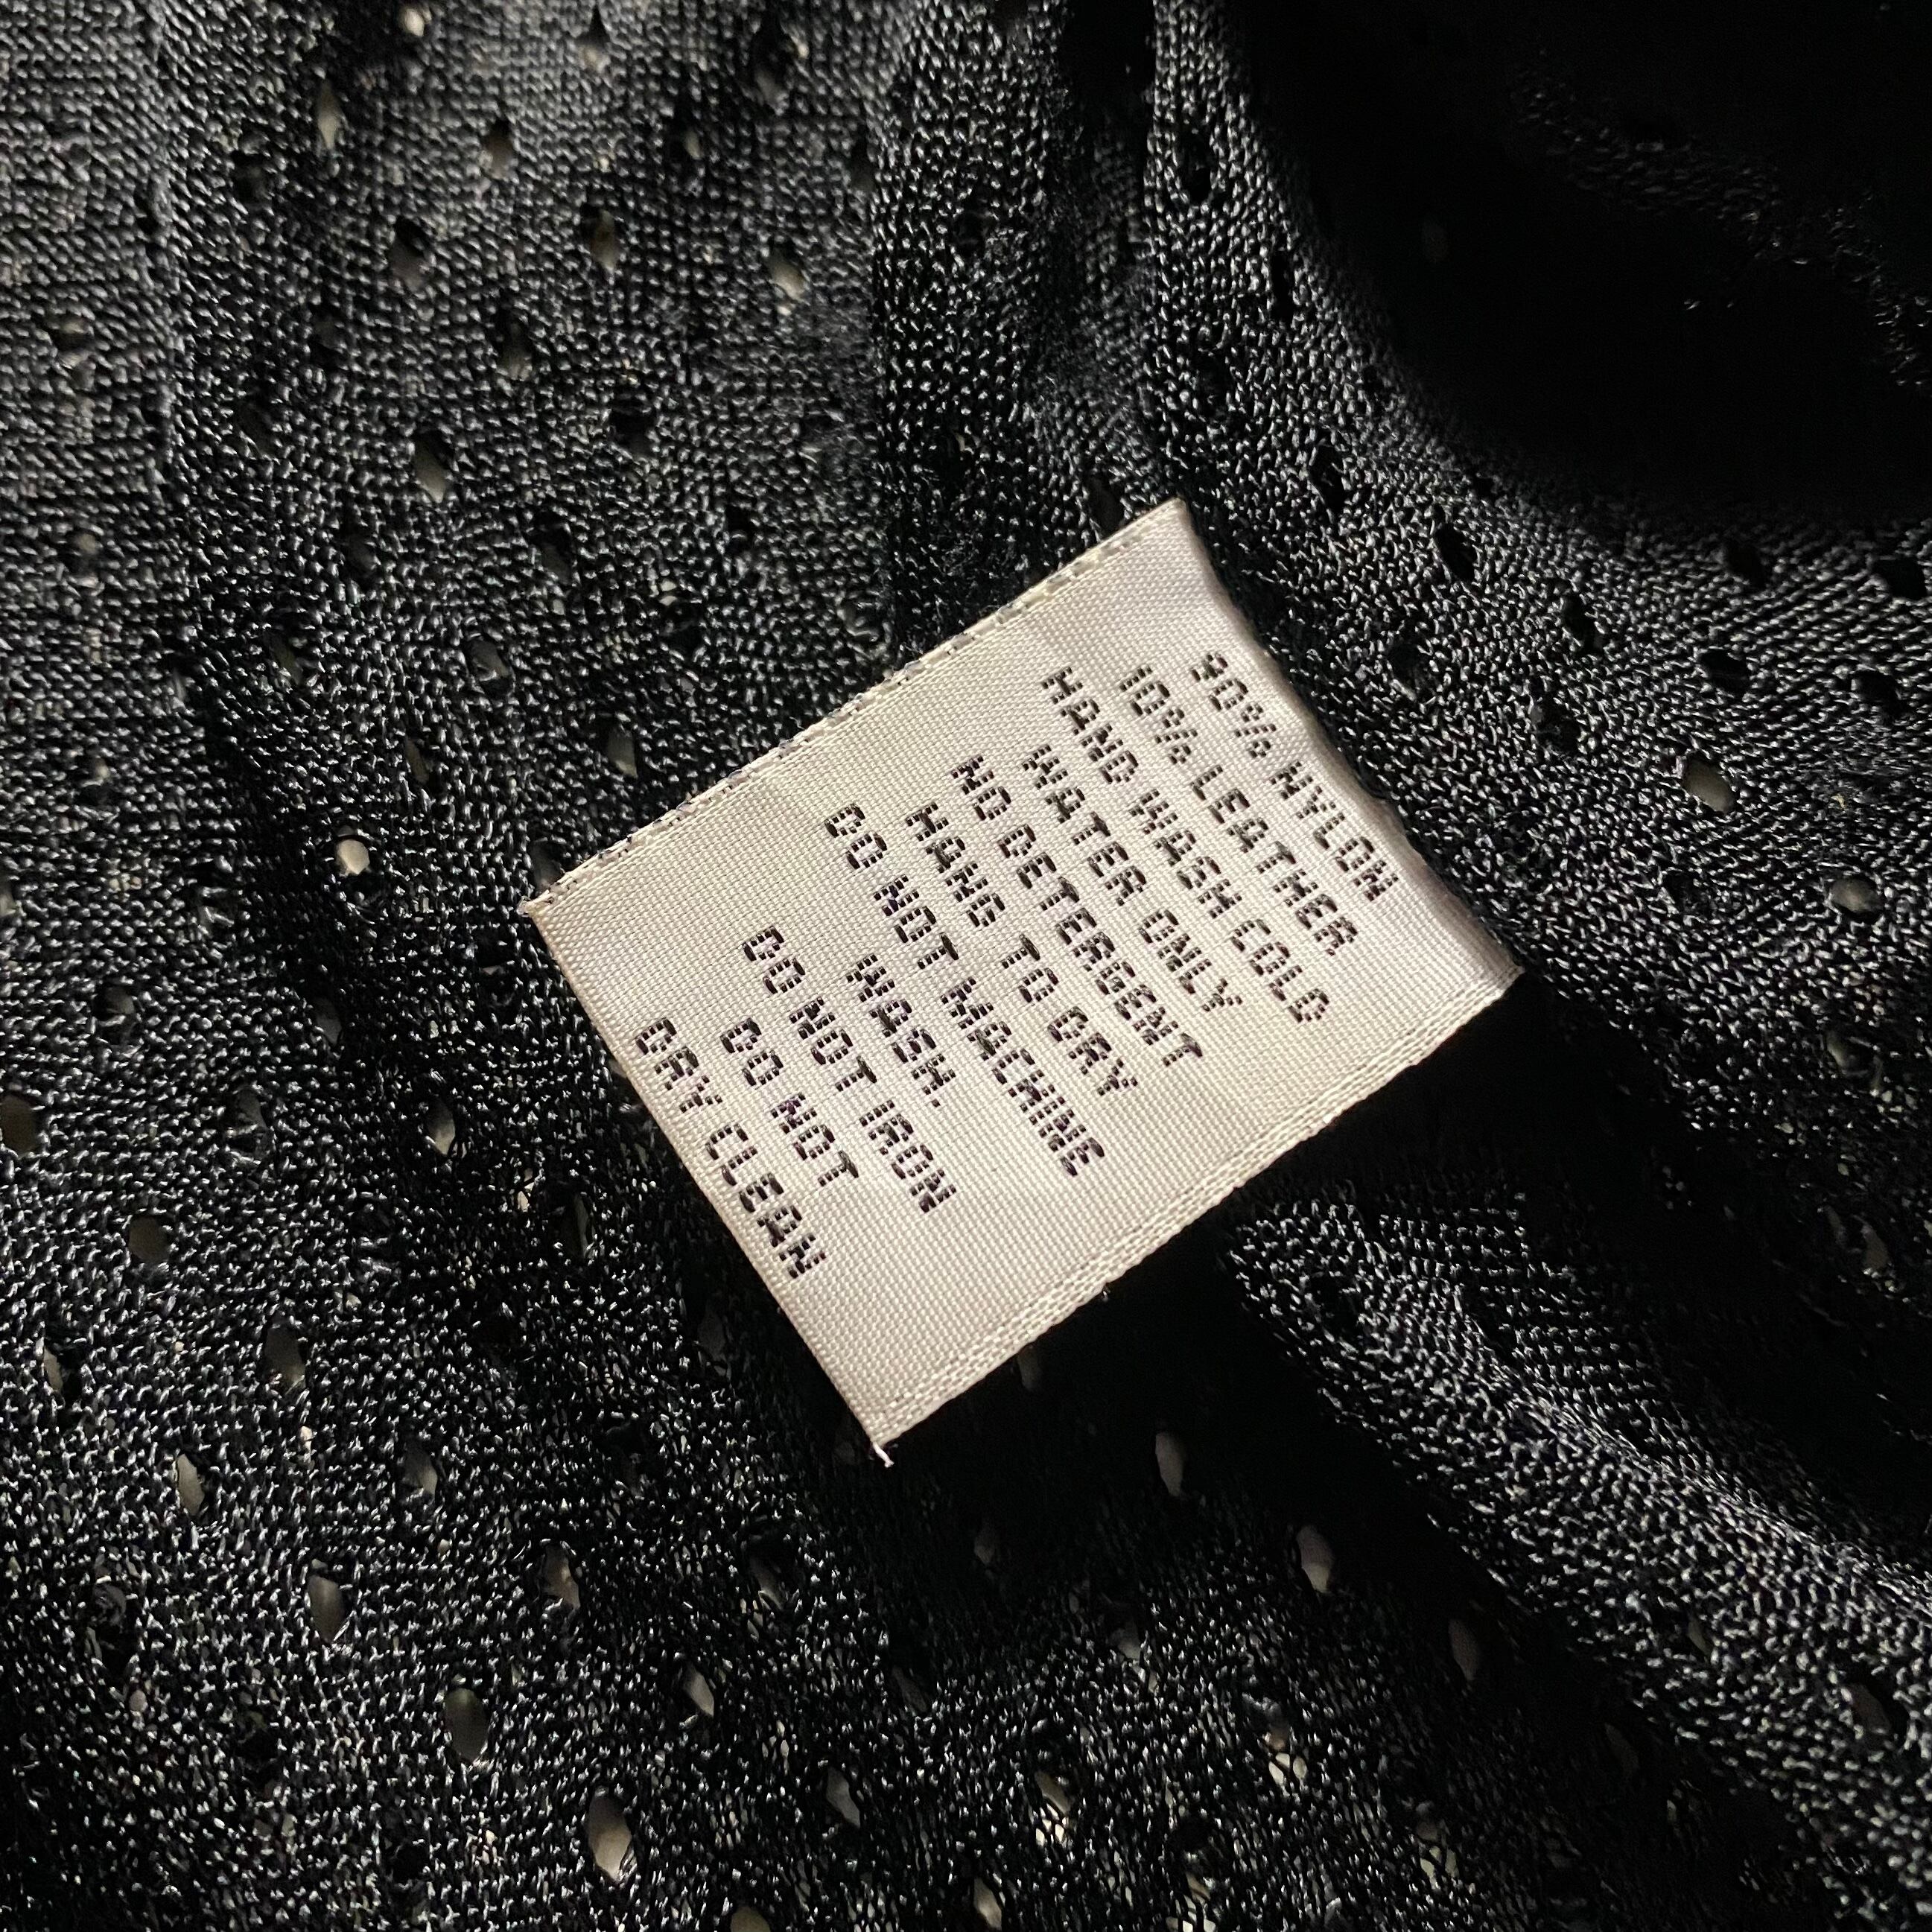 90% NYLON
10% LEATHER
HAND WASH COLD
WATER ONLY
NO DETERGENT
HANG TO DRY
DO NOT MACHINE
WASH.
DO NOT IRON
DO NOT
DRY CLEAN